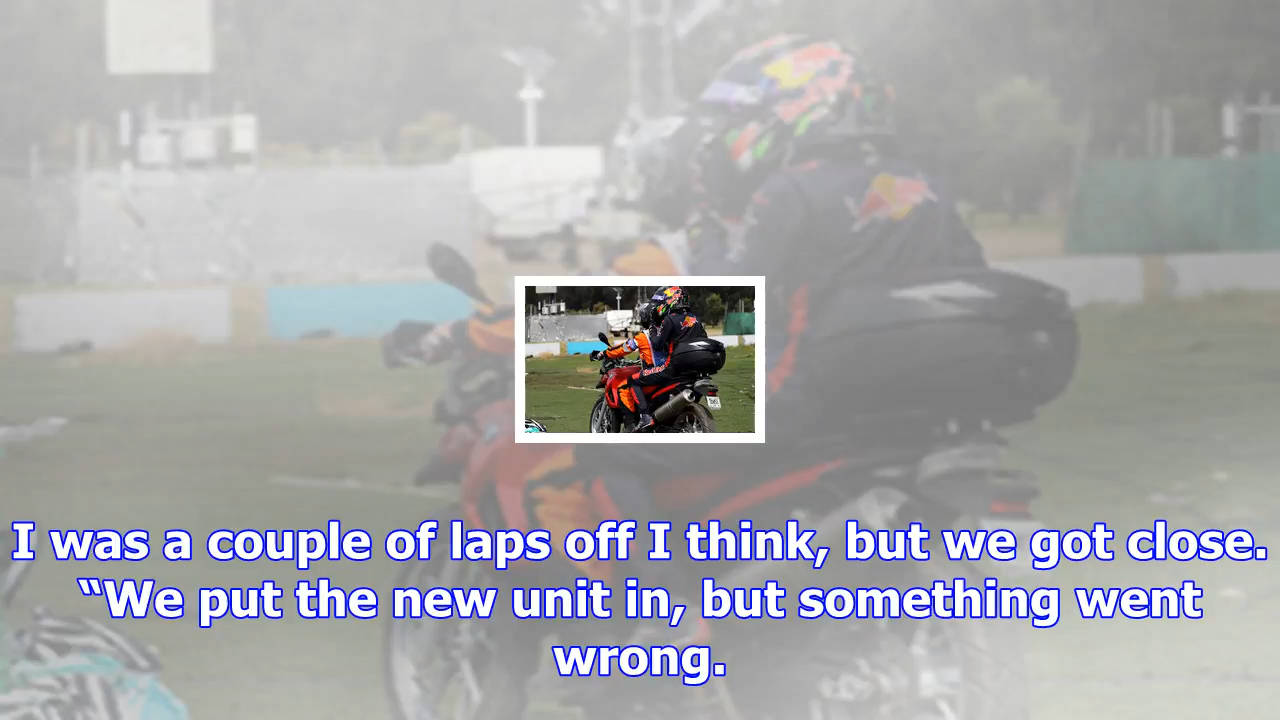 I was a couple of laps off I think, but we got close.
“We put the new unit in, but something went
wrong.